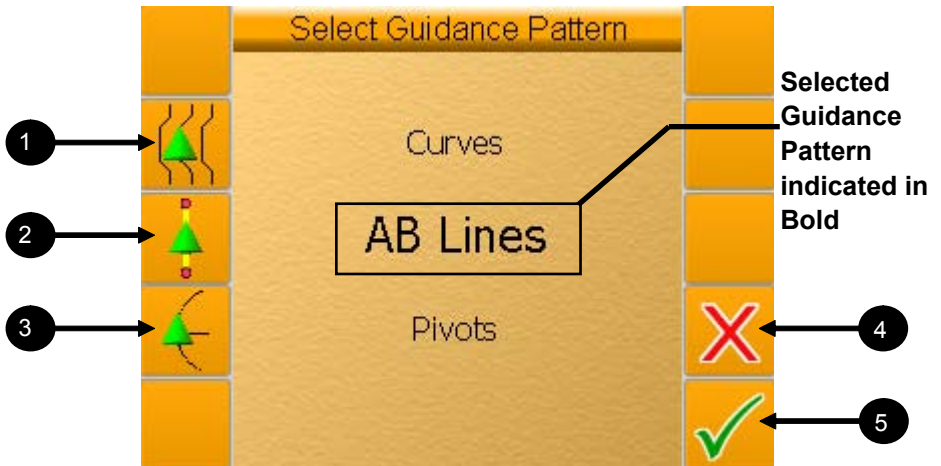 Select Guidance Pattern
Selected
Guidance
Pattern
indicated in
Bold
1
Curves
2
AB Lines
3
Pivots
4
5